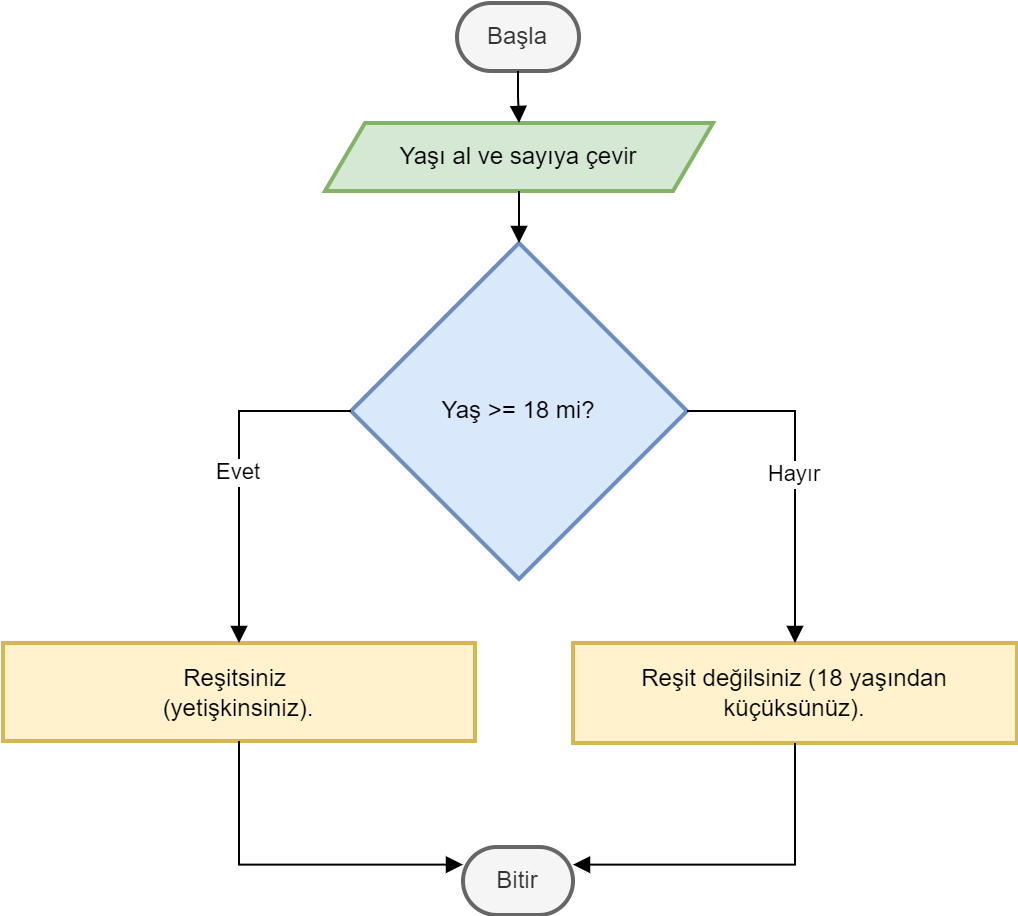 Başla
Yaşı al ve sayıya çevir
Yaş >= 18 mi?
Evet
Hayır
Reşitsiniz
(yetişkinsiniz).
Reşit değilsiniz (18 yaşından
küçüksünüz).
Bitir